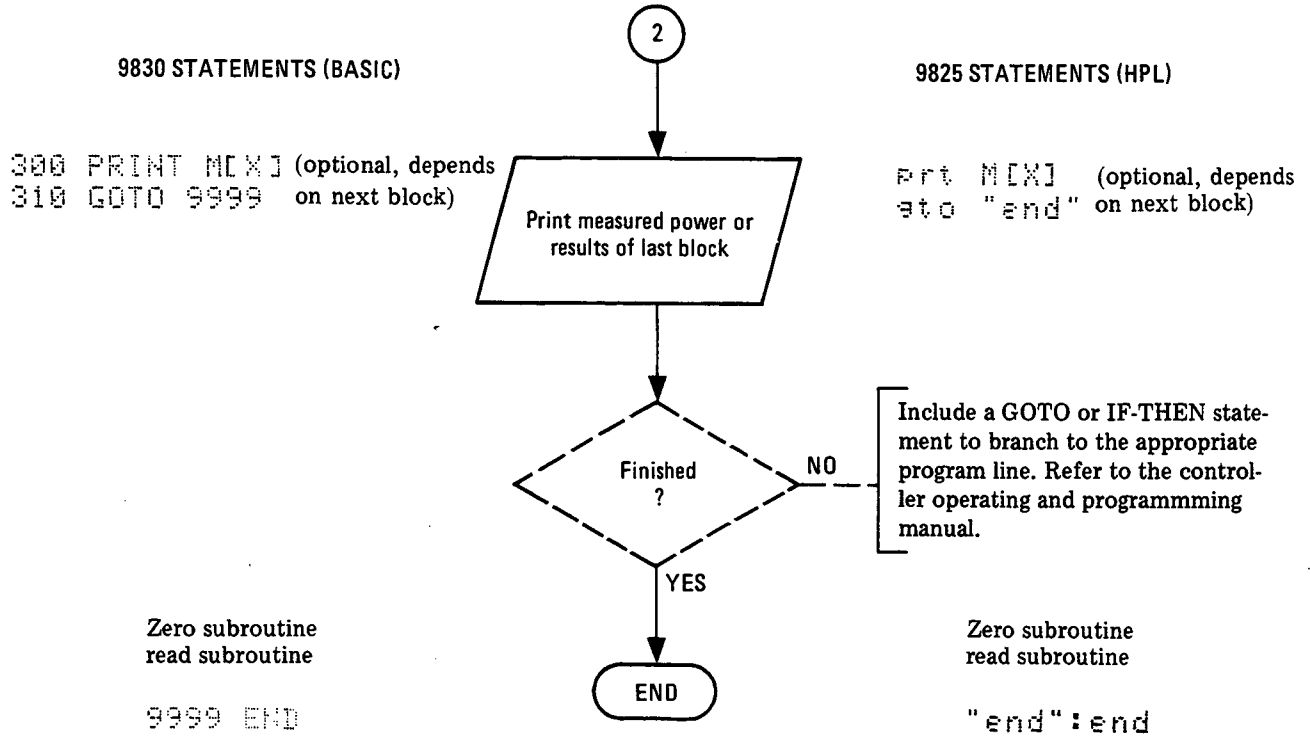 2
9830 STATEMENTS (BASIC)
9825 STATEMENTS (HPL)
300 PRINT M[X] (optional, depends
310 GOTO 9999 on next block)
Print measured power or
results of last block
prt M[X] (optional, depends
gto "end" on next block)
Finished
?
NO
Include a GOTO or IF-THEN state-
ment to branch to the appropriate
program line. Refer to the control-
ler operating and programmming
manual.
YES
Zero subroutine
read subroutine
9999 END
END
Zero subroutine
read subroutine
"end":end